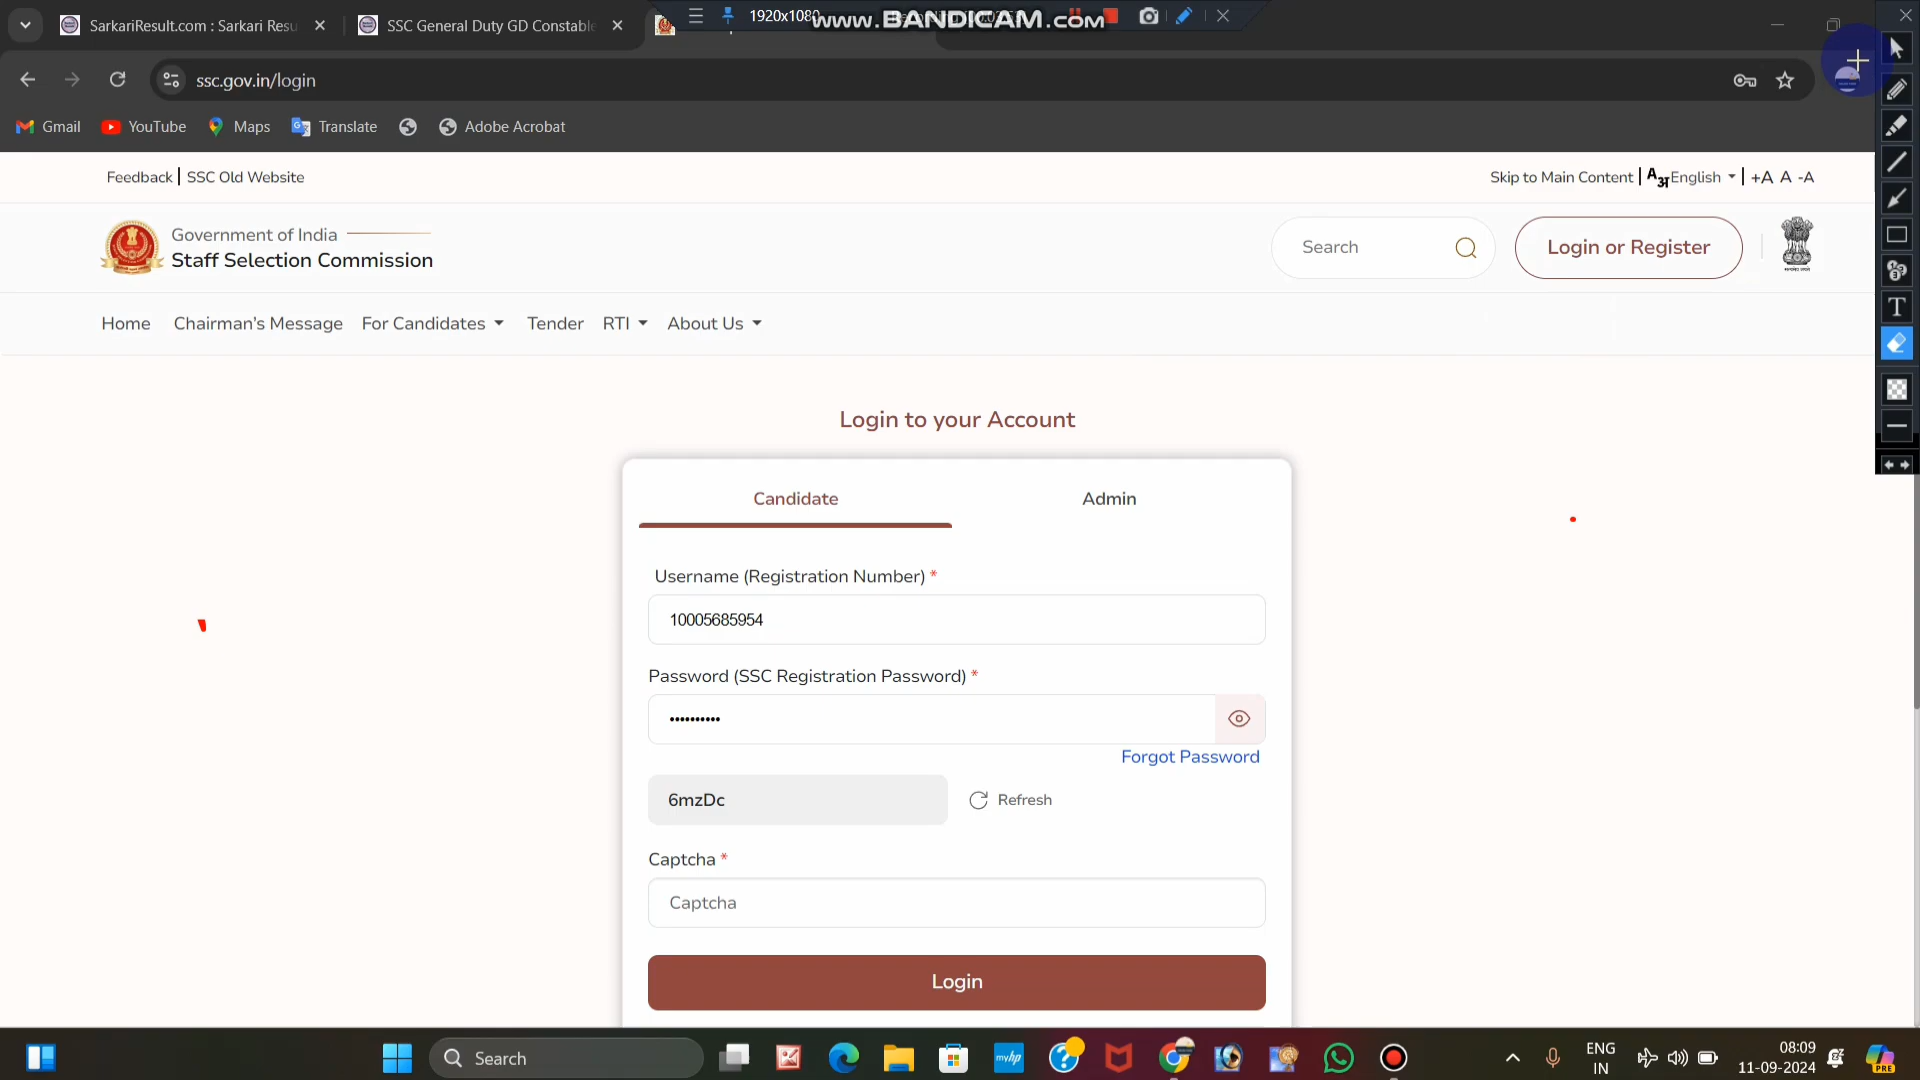 SarkariResult.com : Sarkari Resu
SSC General Duty GD Constable
1920x1080
www.BANDICAM.com
ssc.gov.in/login
Gmail
YouTube
Maps
Translate
Adobe Acrobat
Feedback
SSC Old Website
Skip to Main Content
English
+A A -A
Government of India
Staff Selection Commission
Search
Login or Register
Home
Chairman's Message
For Candidates
Tender
RTI
About Us
Login to your Account
Candidate
Admin
Username (Registration Number) *
10005685954
Password (SSC Registration Password) *
••••••••••
Forgot Password
6mzDc
Refresh
Captcha *
Captcha
Login
Search
ENG
IN
08:09
11-09-2024